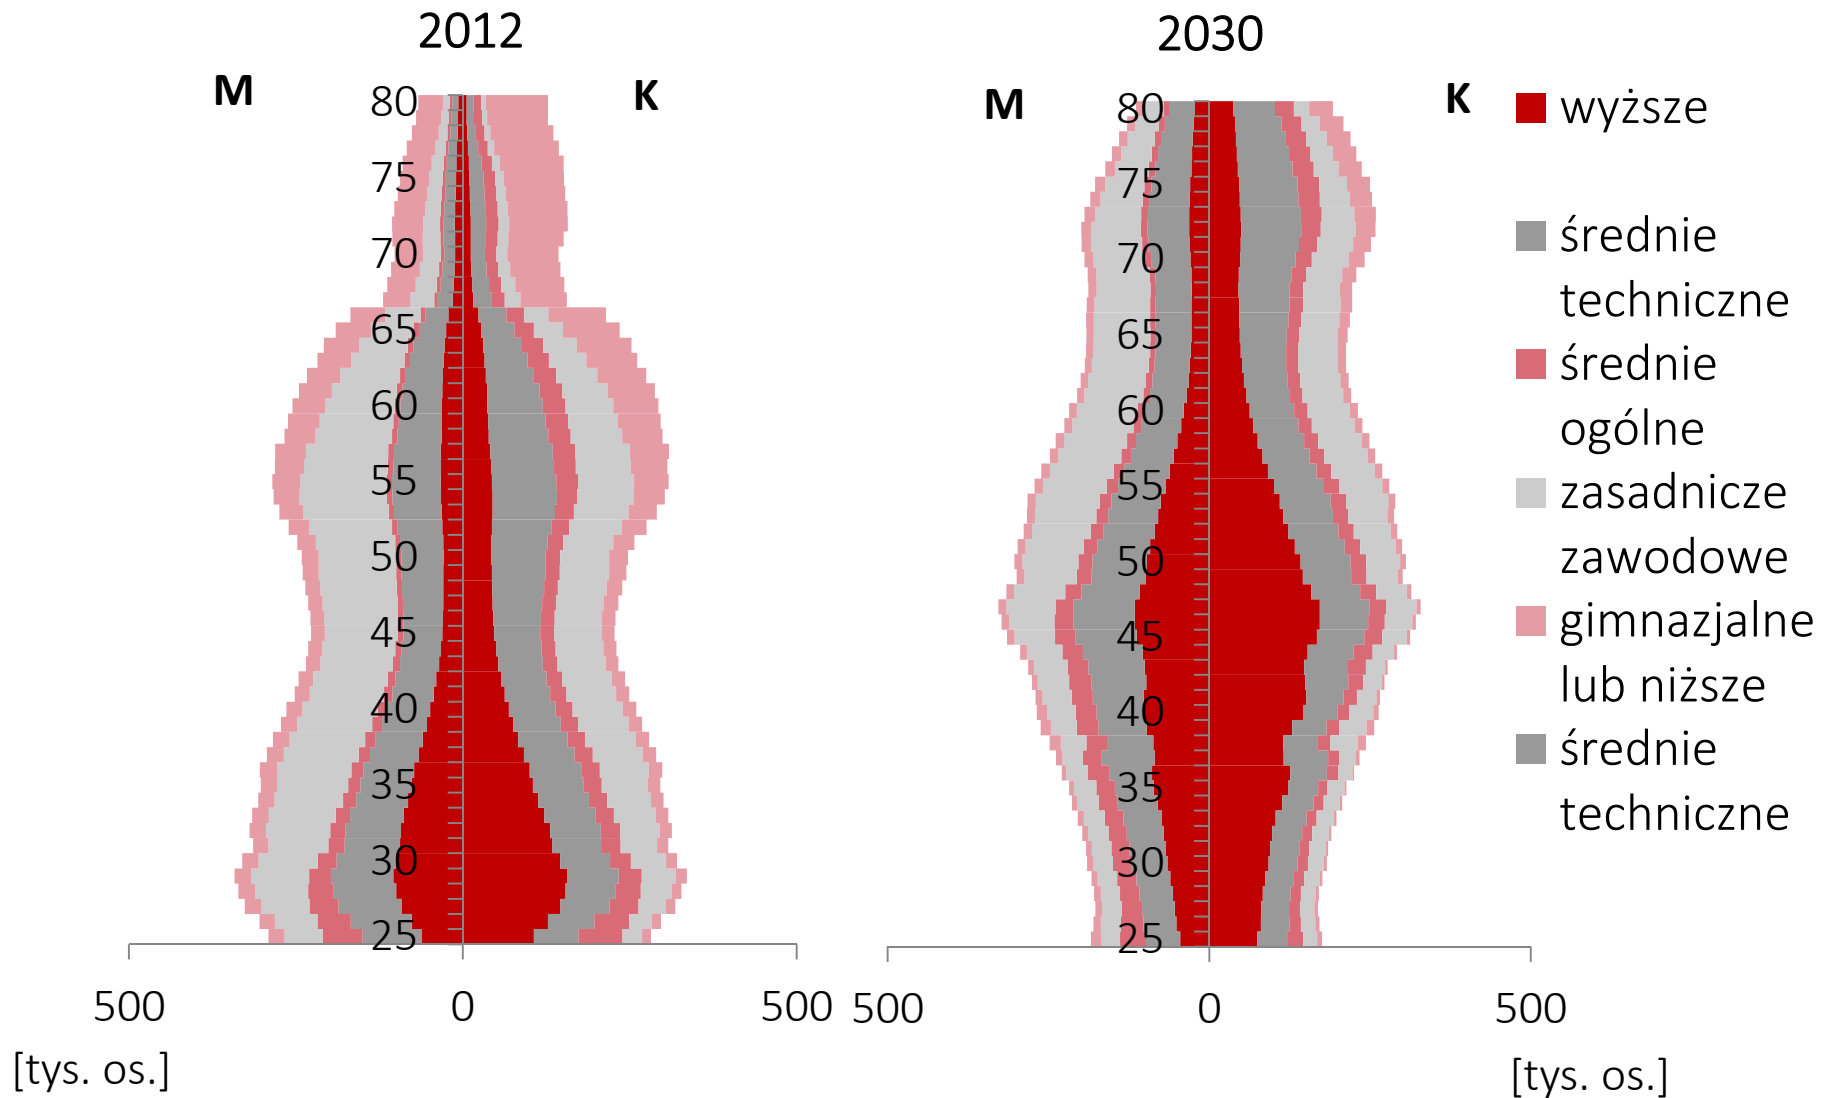 2012
M
K
80
75
70
65
60
55
50
45
40
35
30
25
500
0
500
[tys. os.]
2030
M
K
80
75
70
65
60
55
50
45
40
35
30
25
500
0
500
[tys. os.]
wyższe
średnie
techniczne
średnie
ogólne
zasadnicze
zawodowe
gimnazjalne
lub niższe
średnie
techniczne